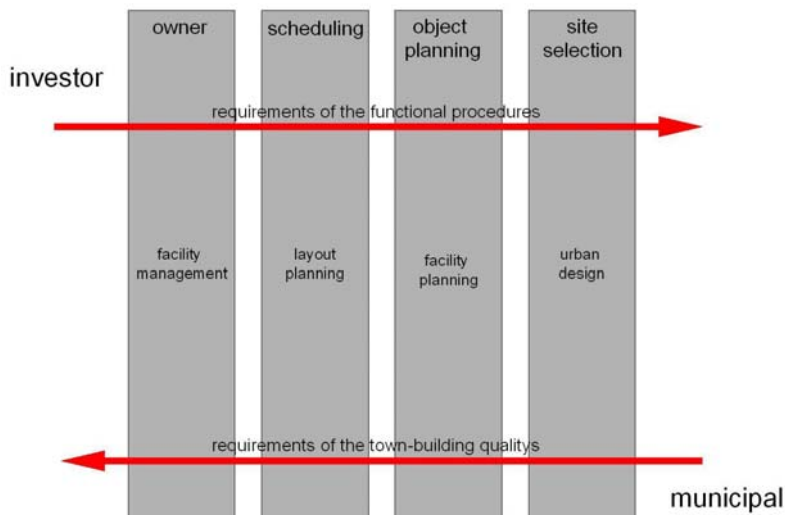 owner
scheduling
object
planning
site
selection
investor
requirements of the functional procedures
facility
management
layout
planning
facility
planning
urban
design
requirements of the town-building qualitys
municipal